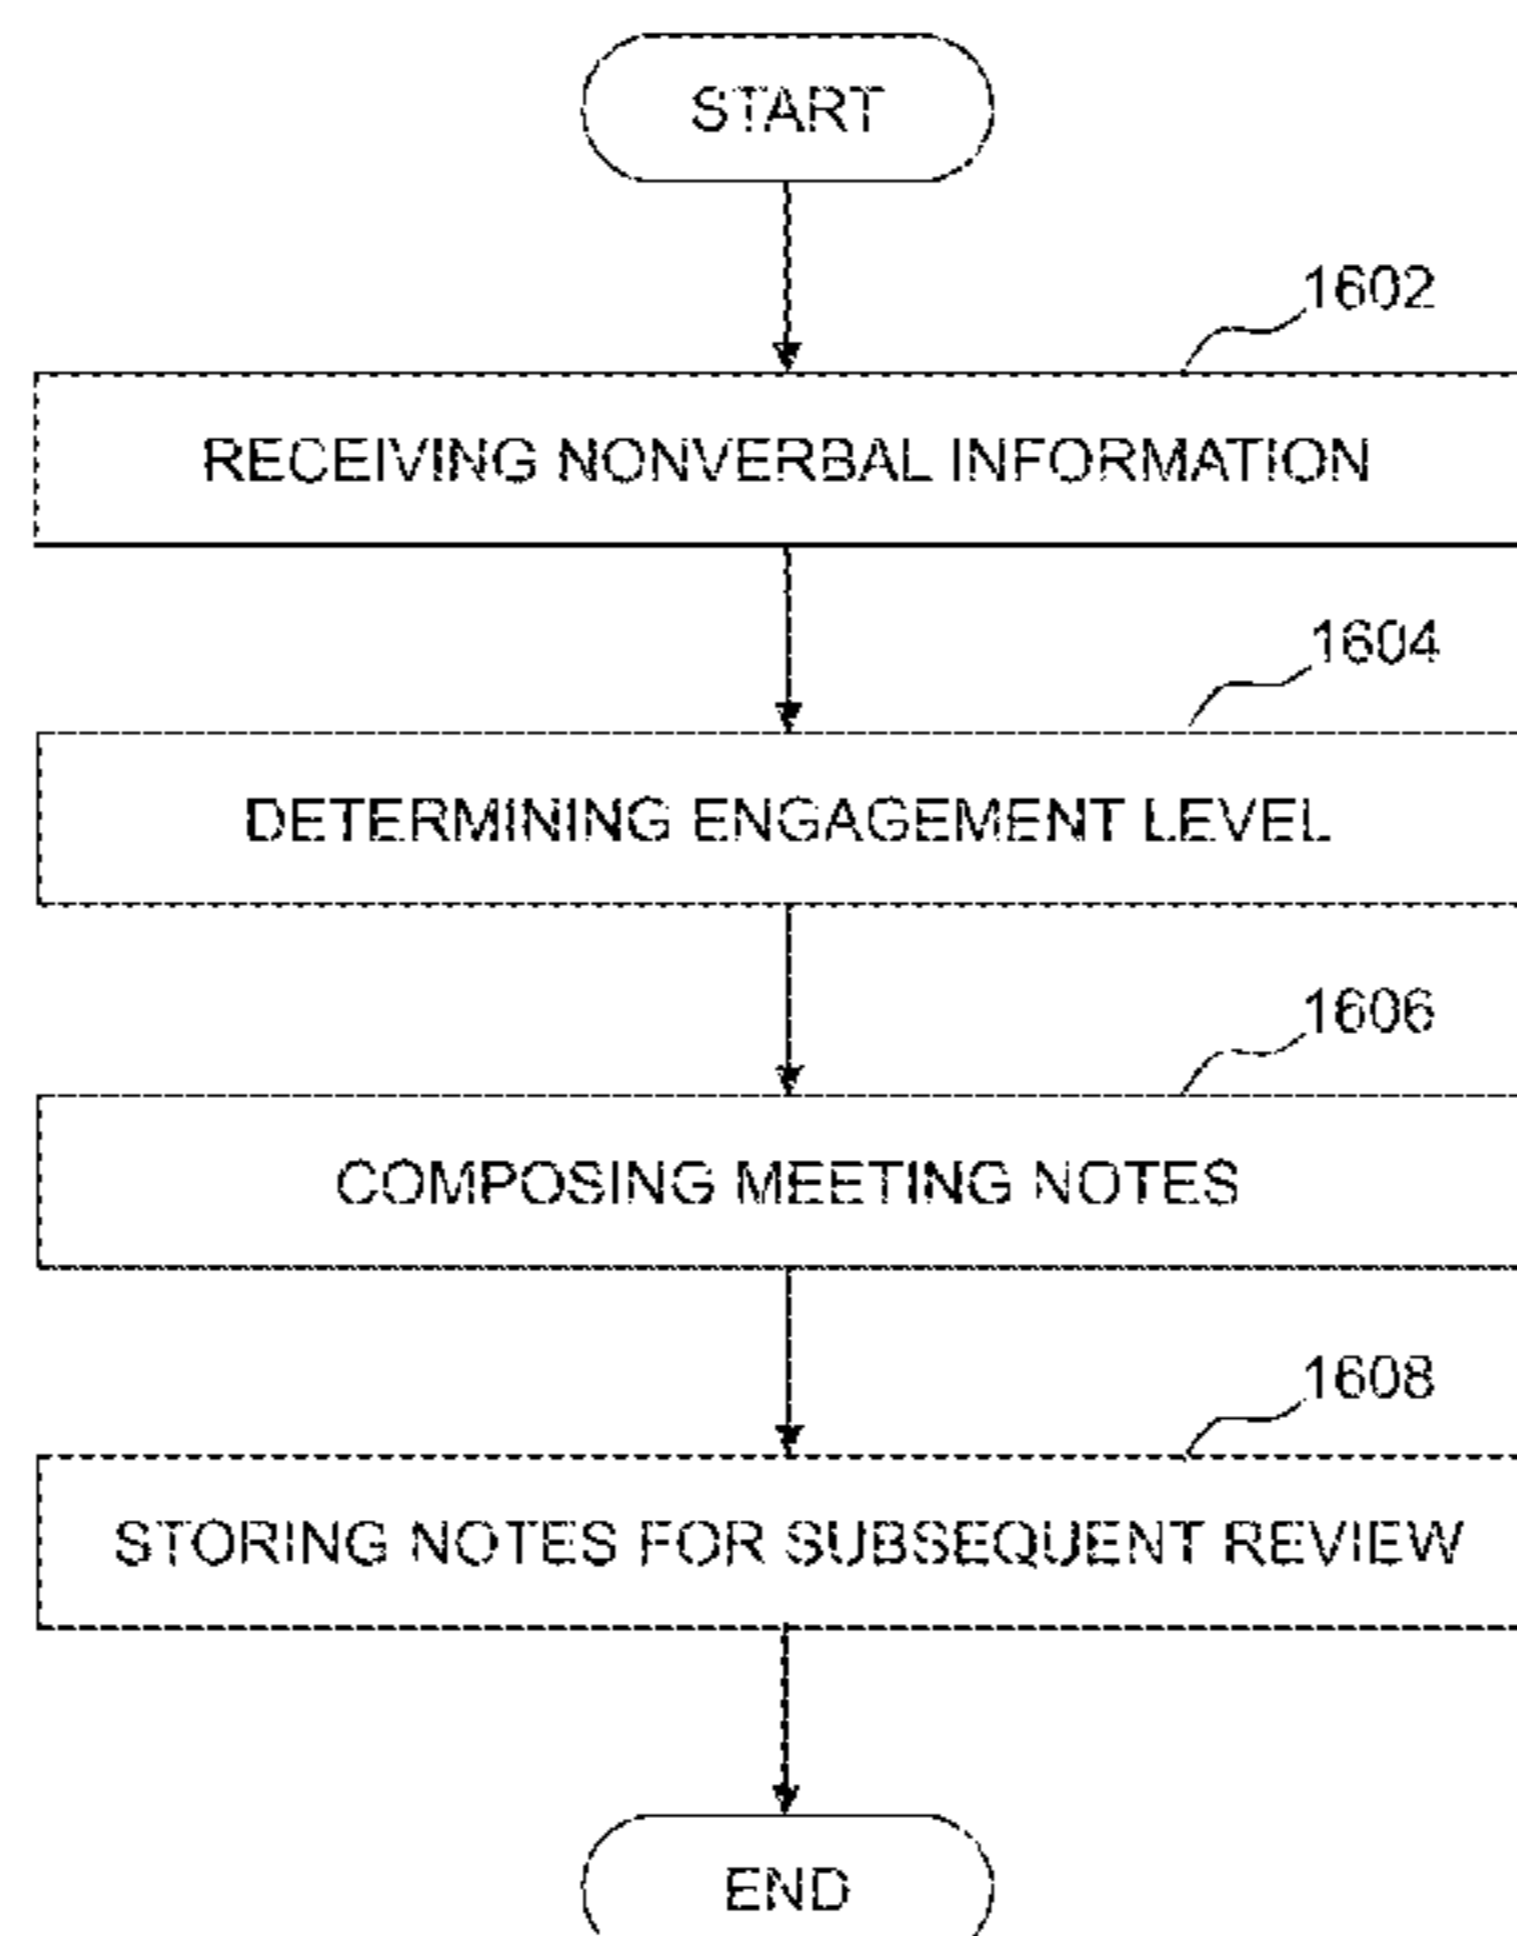 START
1602
RECEIVING NONVERBAL INFORMATION
1604
DETERMINING ENGAGEMENT LEVEL
1606
COMPOSING MEETING NOTES
1608
STORING NOTES FOR SUBSEQUENT REVIEW
END